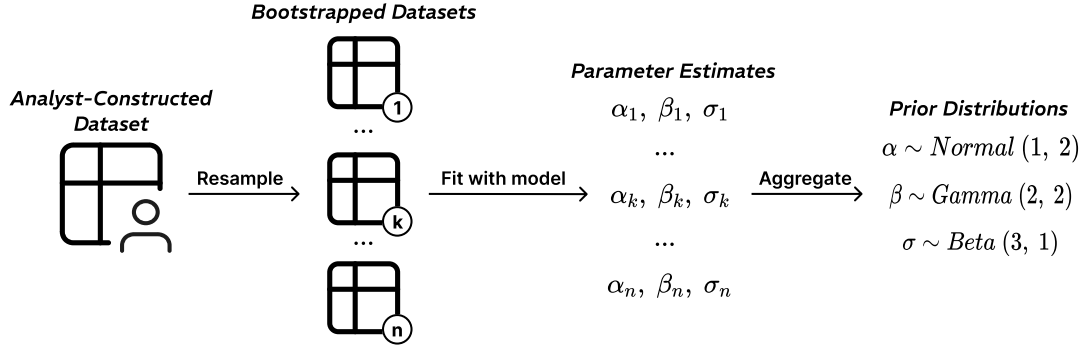 Analyst-Constructed
Dataset
Resample
Bootstrapped Datasets
1
...
k
...
n
Fit with model
Parameter Estimates
α₁, β₁, σ₁
...
αₖ, βₖ, σₖ
...
αₙ, βₙ, σₙ
Aggregate
Prior Distributions
α ∼ Normal (1, 2)
β ∼ Gamma (2, 2)
σ ∼ Beta (3, 1)